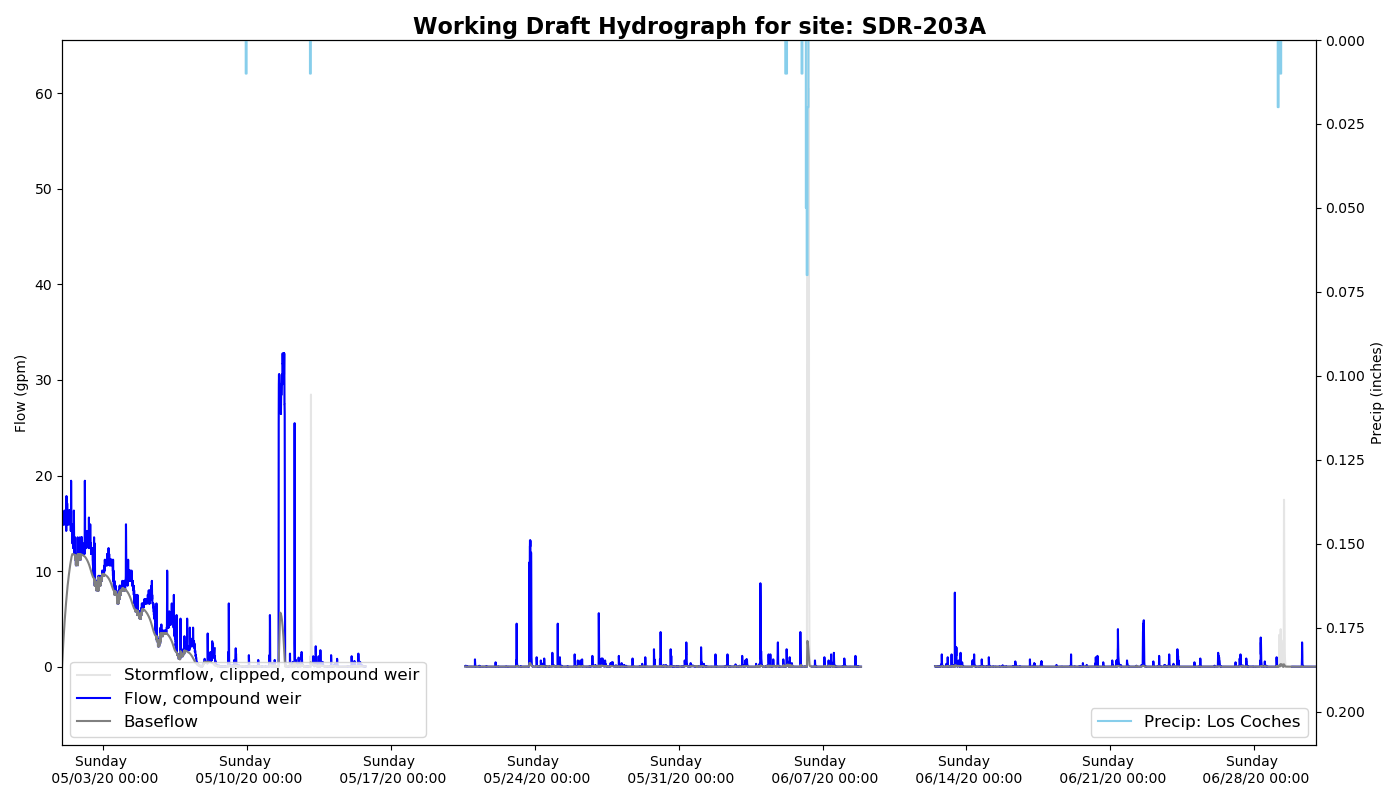 Working Draft Hydrograph for site: SDR-203A
Flow (gpm)
60
50
40
30
20
10
0
0.000
0.025
0.050
0.075
0.100
0.125
0.150
0.175
0.200
Precip (inches)
Stormflow, clipped, compound weir
Flow, compound weir
Baseflow
Precip: Los Coches
Sunday
05/03/20 00:00
Sunday
05/10/20 00:00
Sunday
05/17/20 00:00
Sunday
05/24/20 00:00
Sunday
05/31/20 00:00
Sunday
06/07/20 00:00
Sunday
06/14/20 00:00
Sunday
06/21/20 00:00
Sunday
06/28/20 00:00